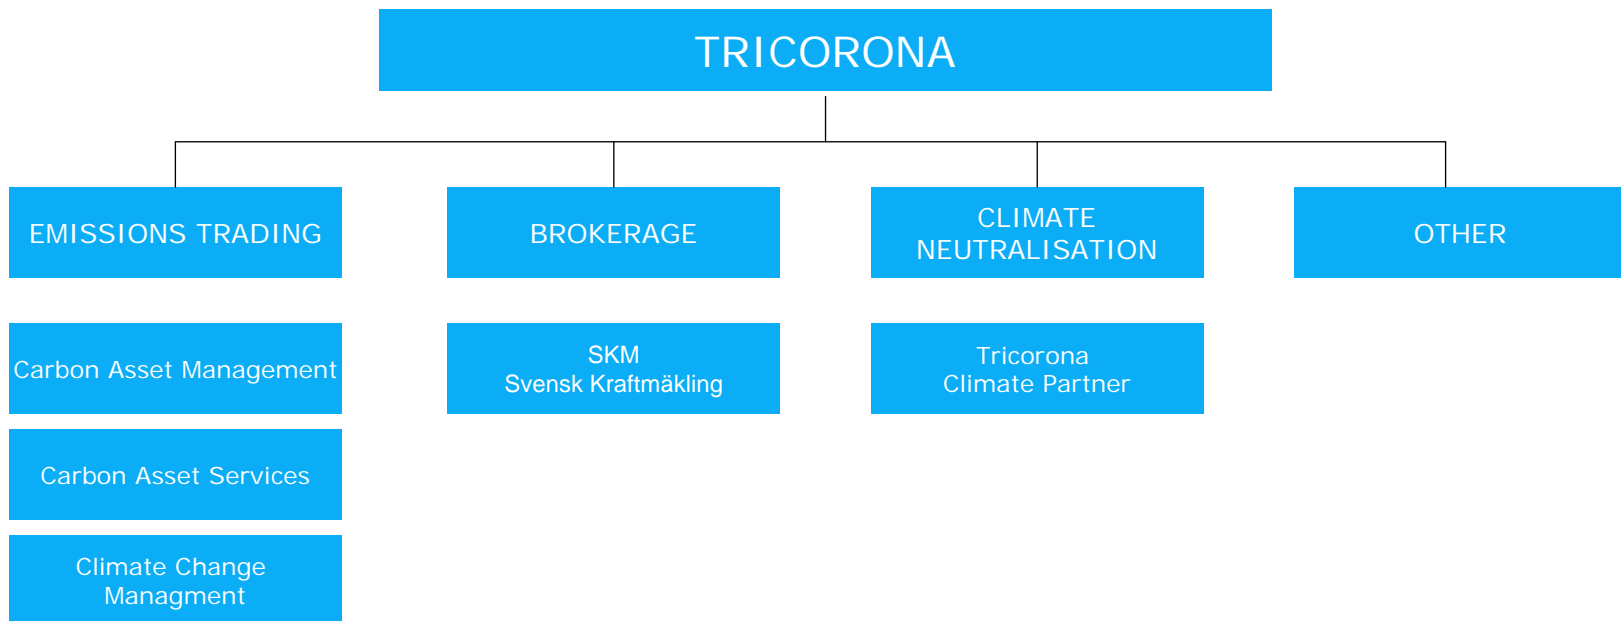 TRICORONA
EMISSIONS TRADING
BROKERAGE
CLIMATE
NEUTRALISATION
OTHER
Carbon Asset Management
SKM
Svensk Kraftmäkling
Tricorona
Climate Partner
Carbon Asset Services
Climate Change
Managment